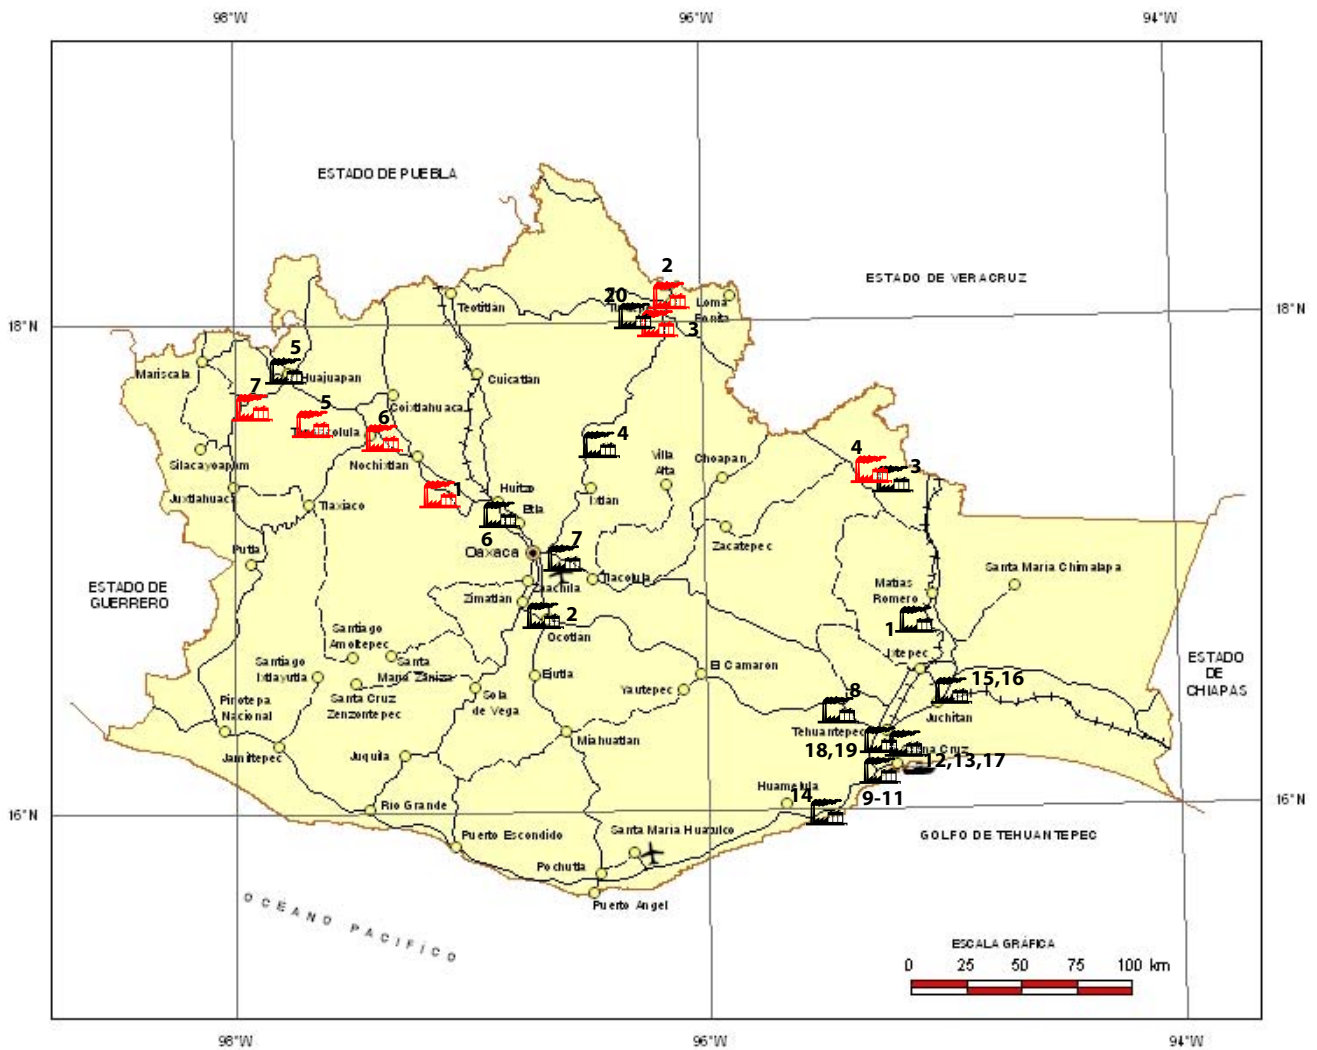 98°W
96°W
94°W
ESTADO DE PUEBLA
2
ESTADO DE VERACRUZ
20
Loma
Bonita
Teotitlán
18°N
18°N
3
5
Mariscala
Huajuapan
Cuicatlan
7
5
Coixtlahuaca
6
4
Silacayoapam
Nochixtlan
Villa
Alta
Choapan
4
3
Juxtlahuaca
1
Huitzo
Ixtlan
Tlaxiaco
Etla
6
7
Oaxaca
Zacatepec
Putla
Tlacolula
Santa Maria Chimalapa
ESTADO DE
GUERRERO
Zaachila
Zimatlan
Matias
Romero
2
Ocotlan
1
Santiago
Amoltepec
Ixtepec
ESTADO
DE
CHIAPAS
Santiago
Ixtlayutla
Santa
Maria Zaniza
El Camaron
Ejutla
15,16
Santa Cruz
Zenzontepec
Sola
de Vega
Yautepec
8
Juchitan
Pinotepa
Nacional
Tehuantepec
Miahuatlan
18,19
Jamiltepec
Juquila
12,13,17
Huamelula
14
9-11
Rio Grande
16°N
16°N
Puerto Escondido
Santa Maria Huatulco
GOLFO DE TEHUANTEPEC
Pochutla
Puerto Angel
OCÉANO PACIFÍCO
ESCALA GRÁFICA
0 25 50 75 100 km
98°W
96°W
94°W